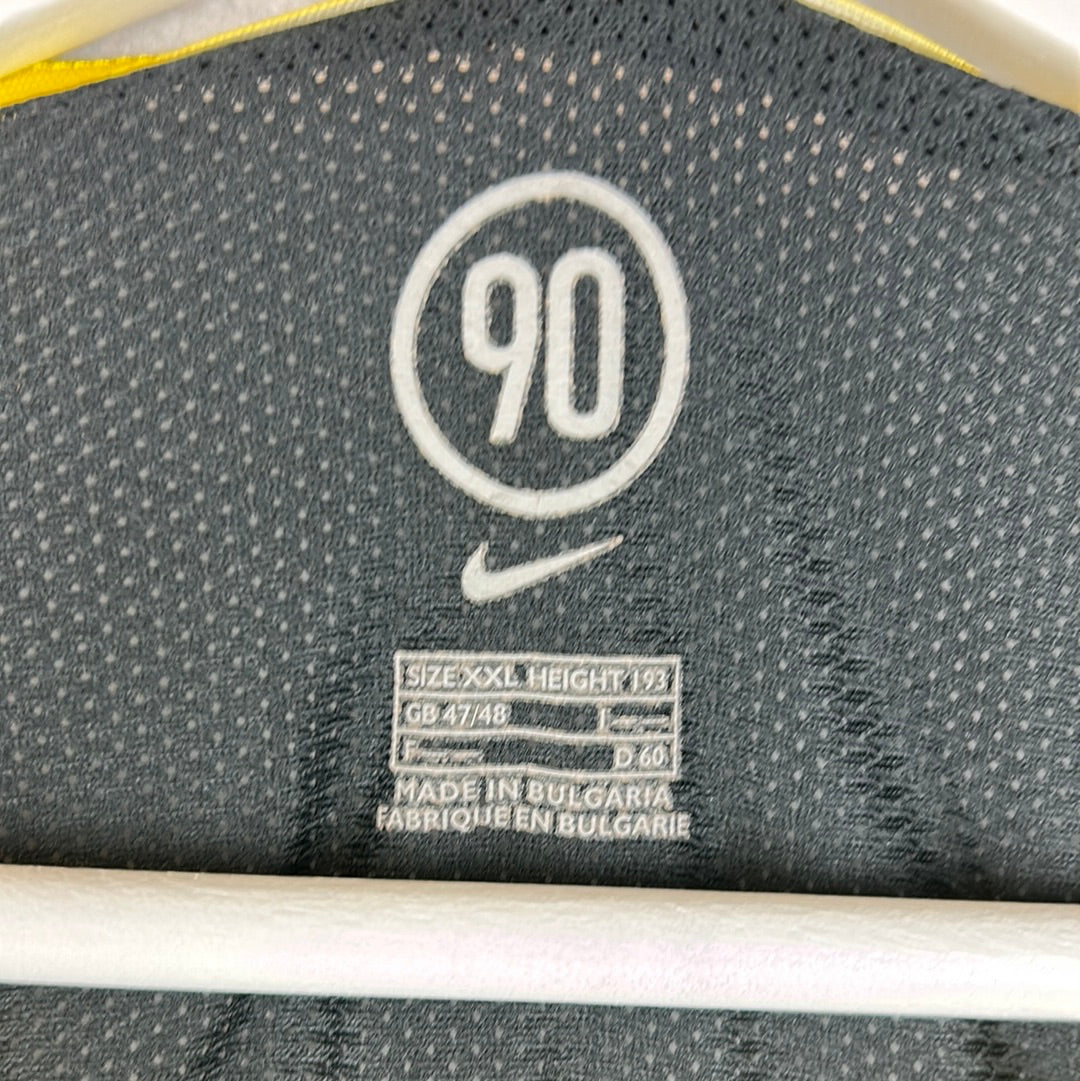 90
SIZE XXL HEIGHT 193
GB 47/48 I
F D 60
MADE IN BULGARIA
FABRIQUE EN BULGARIE